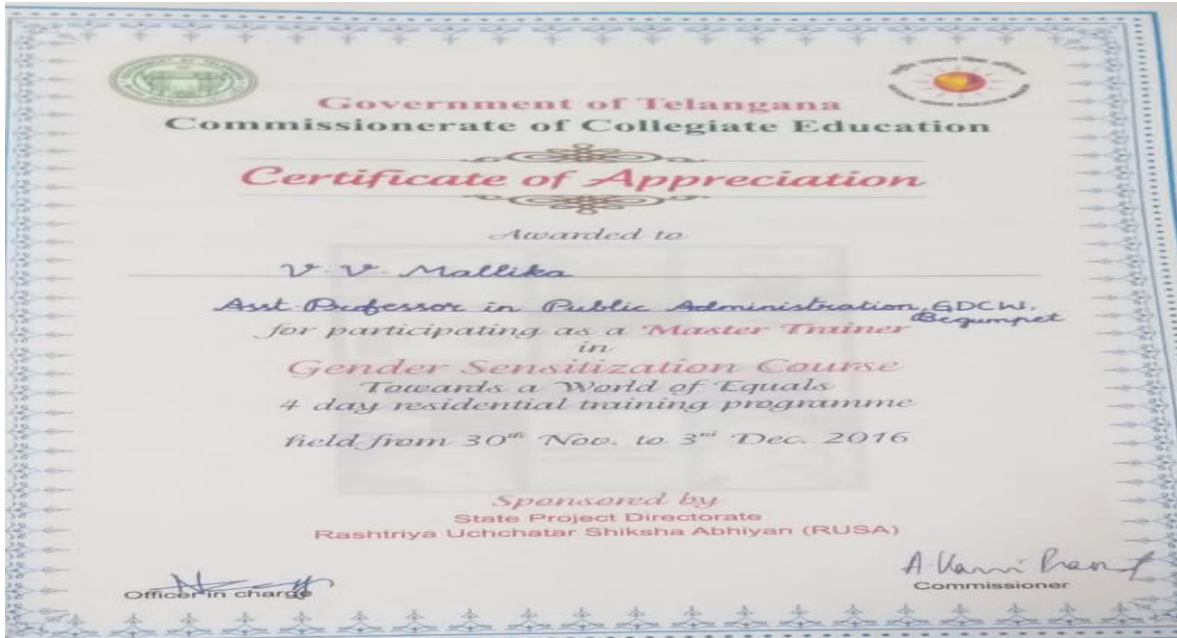 Government of Telangana
Commissionerate of Collegiate Education
Certificate of Appreciation
Awarded to
V. V. Mallika
Asst Professor in Public Administration, GDCW,
Begumpet
for participating as a Master Trainer
in
Gender Sensitization Course
Towards a World of Equals
4 day residential training programme
held from 30th Nov. to 3rd Dec. 2016
Sponsored by
State Project Directorate
Rashtriya Uchchatar Shiksha Abhiyan (RUSA)
Officer in charge
Commissioner